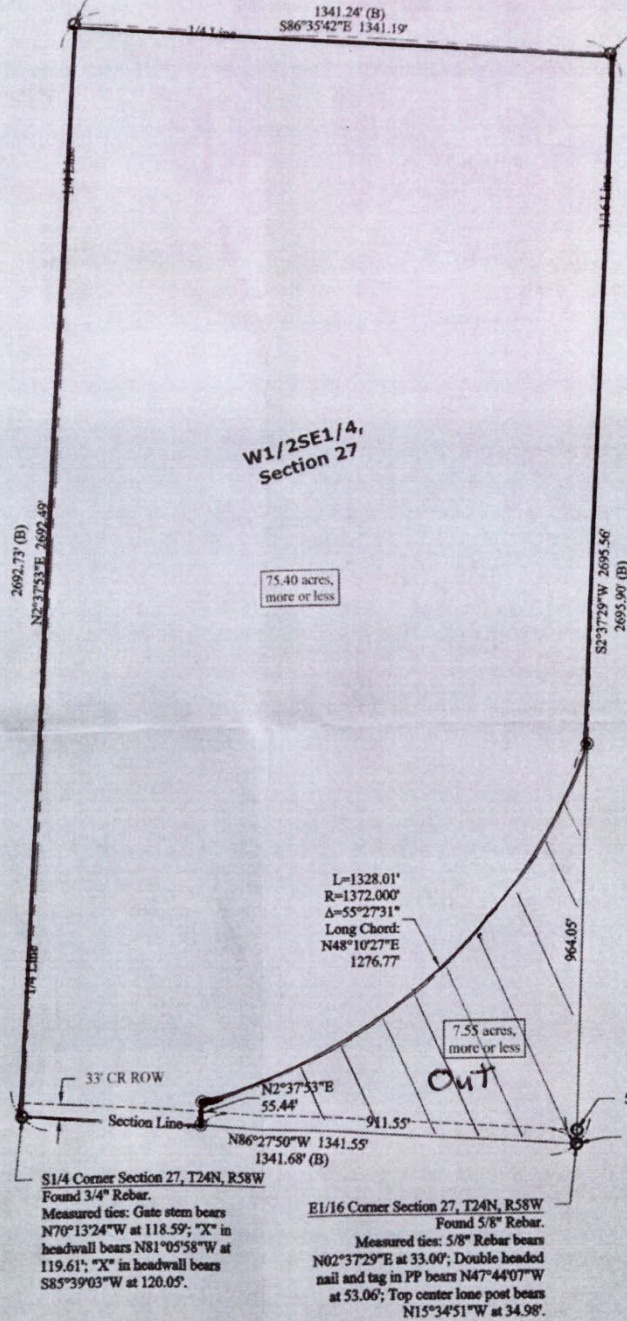 1341.24' (B)
S86°35'42"E 1341.19'
1/4 Line
1/4 Line
1/16 Line
W1/2SE1/4,
Section 27
2692.73' (B)
N2°37'53"E 2692.49'
75.40 acres,
more or less
S2°37'29"W 2695.56'
2695.90' (B)
L=1328.01'
R=1372.000'
Δ=55°27'31"
Long Chord:
N48°10'27"E
1276.77'
964.05'
1/4 Line
7.55 acres,
more or less
Out
33' CR ROW
N2°37'53"E
55.44'
Section Line
911.55'
N86°27'50"W 1341.55'
1341.68' (B)
S1/4 Corner Section 27, T24N, R58W
Found 3/4" Rebar.
Measured ties: Gate stem bears
N70°13'24"W at 118.59'; "X" in
headwall bears N81°05'58"W at
119.61'; "X" in headwall bears
S85°39'03"W at 120.05'.
E1/16 Corner Section 27, T24N, R58W
Found 5/8" Rebar.
Measured ties: 5/8" Rebar bears
N02°37'29"E at 33.00'; Double headed
nail and tag in PP bears N47°44'07"W
at 53.06'; Top center lone post bears
N15°34'51"W at 34.98'.